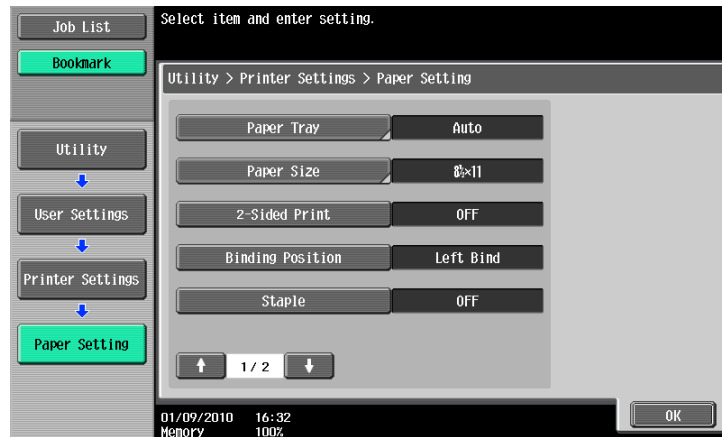 Job List
Select item and enter setting.
Bookmark
Utility > Printer Settings > Paper Setting
Paper Tray Auto
Utility
Paper Size 8½×11
User Settings
2-Sided Print OFF
Binding Position Left Bind
Printer Settings
Staple OFF
Paper Setting
1/2
OK
01/09/2010 16:32
Memory 100%